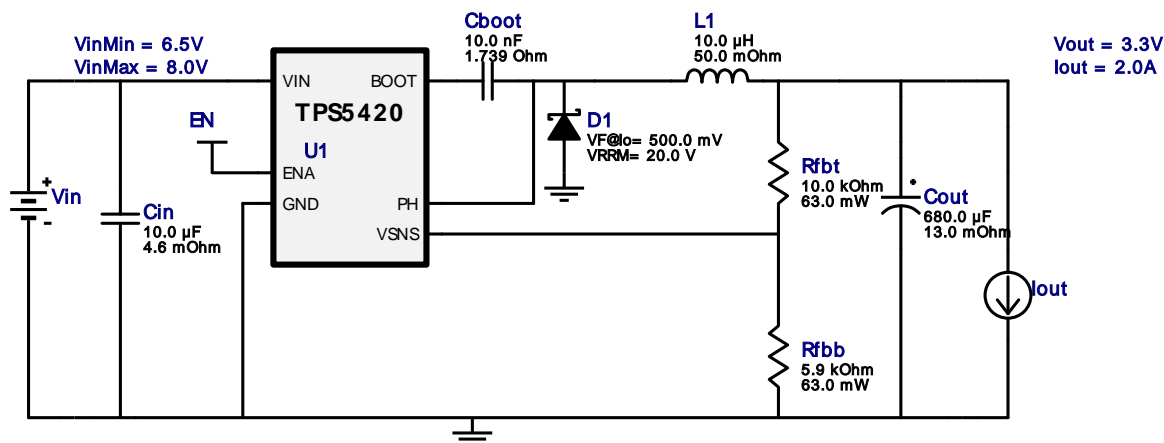 VinMin = 6.5V
VinMax = 8.0V
Cboot
10.0 nF
1.739 Ohm
L1
10.0 µH
50.0 mOhm
Vout = 3.3V
Iout = 2.0A
VIN
BOOT
TPS5420
U1
EN
ENA
GND
PH
VSNS
D1
VF@Io= 500.0 mV
VRRM= 20.0 V
Vin
Cin
10.0 µF
4.6 mOhm
Rfbt
10.0 kOhm
63.0 mW
Cout
680.0 µF
13.0 mOhm
Iout
Rfbb
5.9 kOhm
63.0 mW